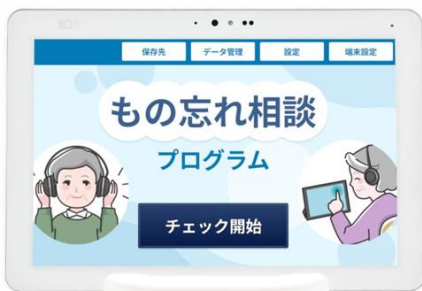 保存先
データ管理
設定
端末設定
もの忘れ相談
プログラム
チェック開始